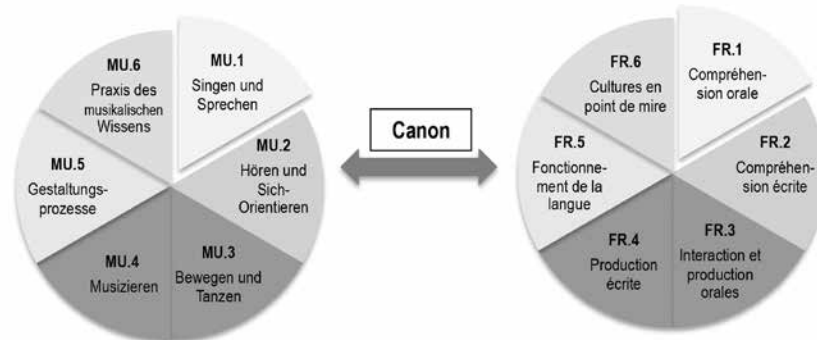 MU.1
Singen und
Sprechen
MU.2
Hören und
Sich-
Orientieren
MU.3
Bewegen und
Tanzen
MU.4
Musizieren
MU.5
Gestaltungs-
prozesse
MU.6
Praxis des
musikalischen
Wissens
Canon
FR.1
Compréhen-
sion orale
FR.2
Compréhen-
sion écrite
FR.3
Interaction et
production
orales
FR.4
Production
écrite
FR.5
Fonctionne-
ment de la
langue
FR.6
Cultures en
point de mire